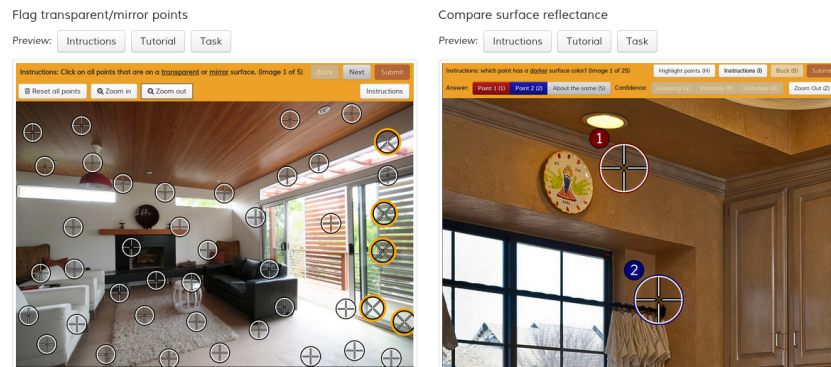 Flag transparent/mirror points
Preview: Intructions Tutorial Task
Instructions: Click on all points that are on a transparent or mirror surface. (Image 1 of 5) Back Next Submit
Reset all points Zoom in Zoom out Instructions
Compare surface reflectance
Preview: Intructions Tutorial Task
Instructions: which point has a darker surface color? (Image 1 of 25) Highlight points (H) Instructions (I) Back (B) Submit
Answer: Point 1 (1) Point 2 (2) About the same (S) Confidence: Guessing (G) Probably (P) Definitely (D) Zoom Out (Z)
1
2